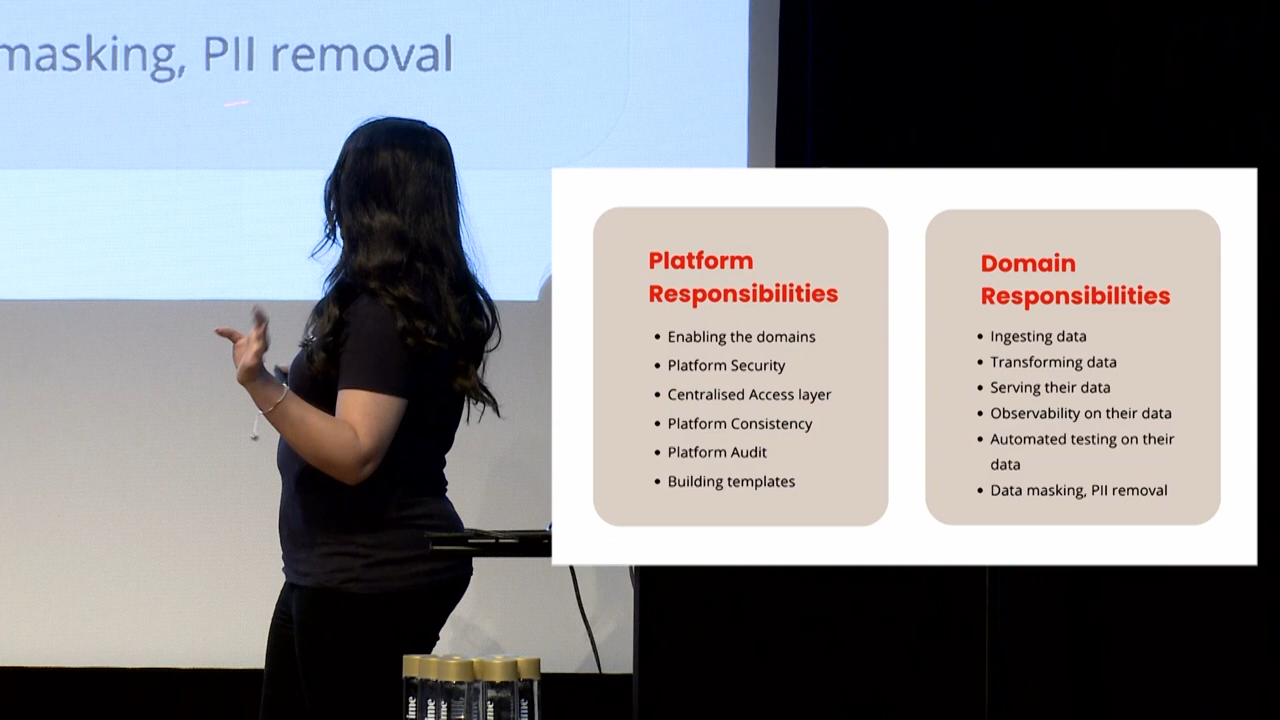 masking, PII removal
Platform
Responsibilities
• Enabling the domains
• Platform Security
• Centralised Access layer
• Platform Consistency
• Platform Audit
• Building templates
Domain
Responsibilities
• Ingesting data
• Transforming data
• Serving their data
• Observability on their data
• Automated testing on their
data
• Data masking, PII removal